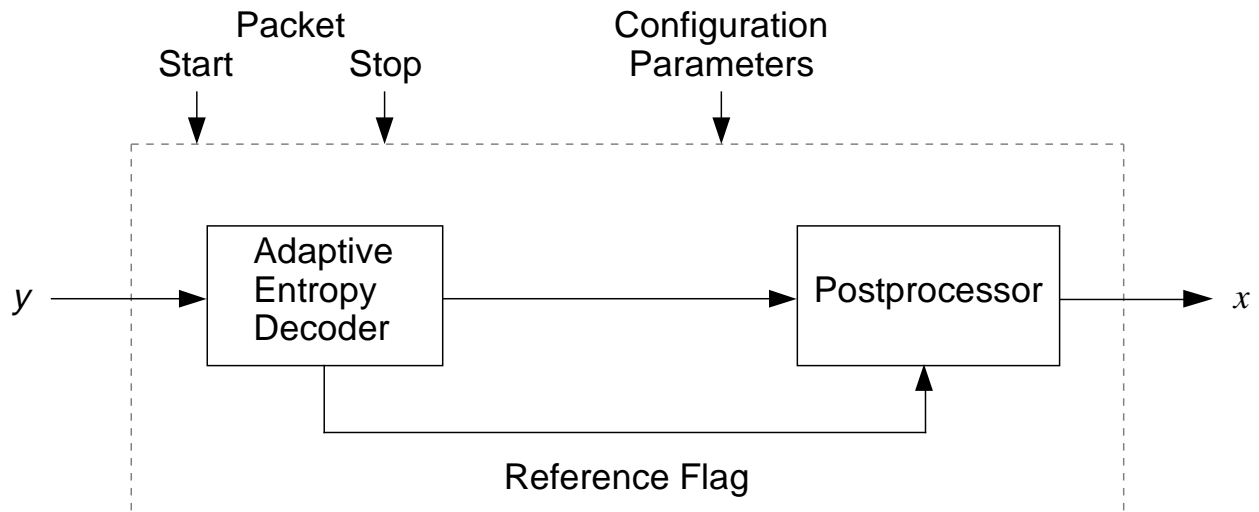 Packet
Start Stop
Configuration
Parameters
Adaptive
Entropy
Decoder
Postprocessor
y
x
Reference Flag